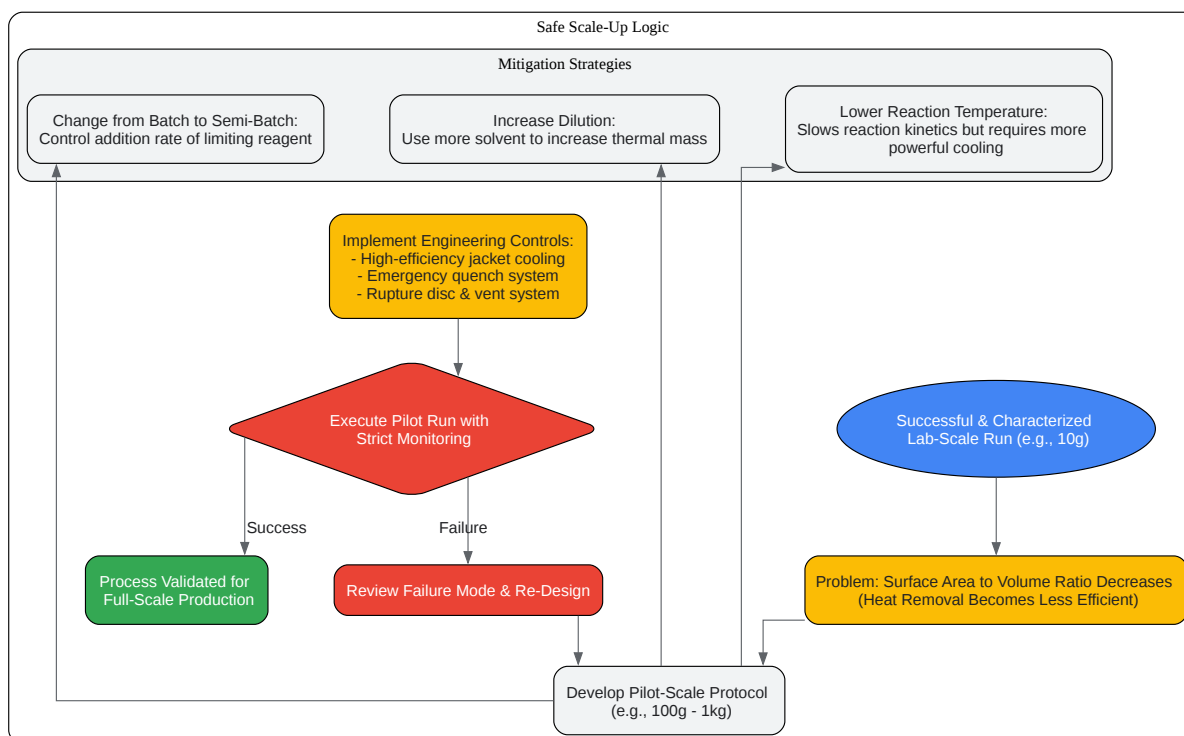 Safe Scale-Up Logic
Mitigation Strategies
Change from Batch to Semi-Batch:
Control addition rate of limiting reagent
Increase Dilution:
Use more solvent to increase thermal mass
Lower Reaction Temperature:
Slows reaction kinetics but requires more
powerful cooling
Implement Engineering Controls:
- High-efficiency jacket cooling
- Emergency quench system
- Rupture disc & vent system
Execute Pilot Run with
Strict Monitoring
Successful & Characterized
Lab-Scale Run (e.g., 10g)
Success
Failure
Process Validated for
Full-Scale Production
Review Failure Mode & Re-Design
Problem: Surface Area to Volume Ratio Decreases
(Heat Removal Becomes Less Efficient)
Develop Pilot-Scale Protocol
(e.g., 100g - 1kg)